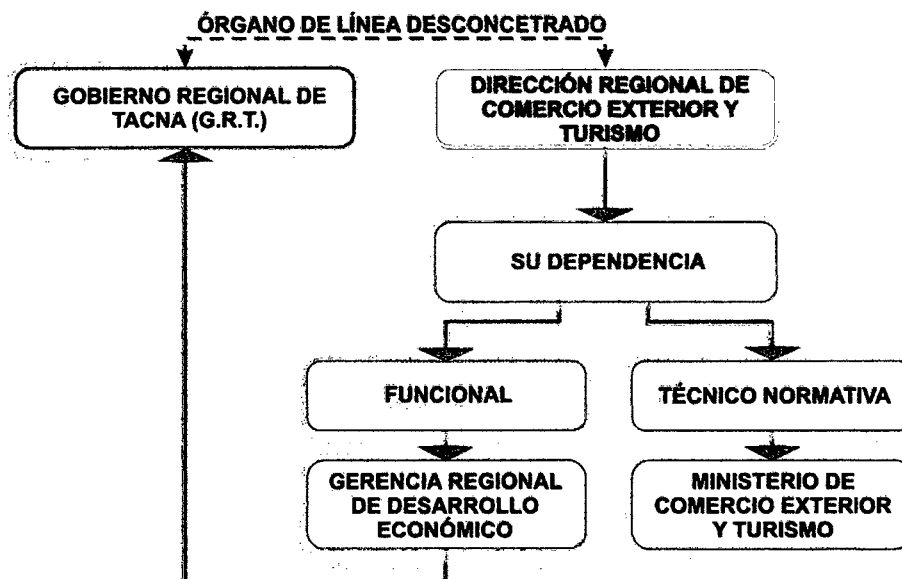 ÓRGANO DE LÍNEA DESCONCETRADO
GOBIERNO REGIONAL DE
TACNA (G.R.T.)
DIRECCIÓN REGIONAL DE
COMERCIO EXTERIOR Y
TURISMO
SU DEPENDENCIA
FUNCIONAL
TÉCNICO NORMATIVA
GERENCIA REGIONAL
DE DESARROLLO
ECONÓMICO
MINISTERIO DE
COMERCIO EXTERIOR
Y TURISMO